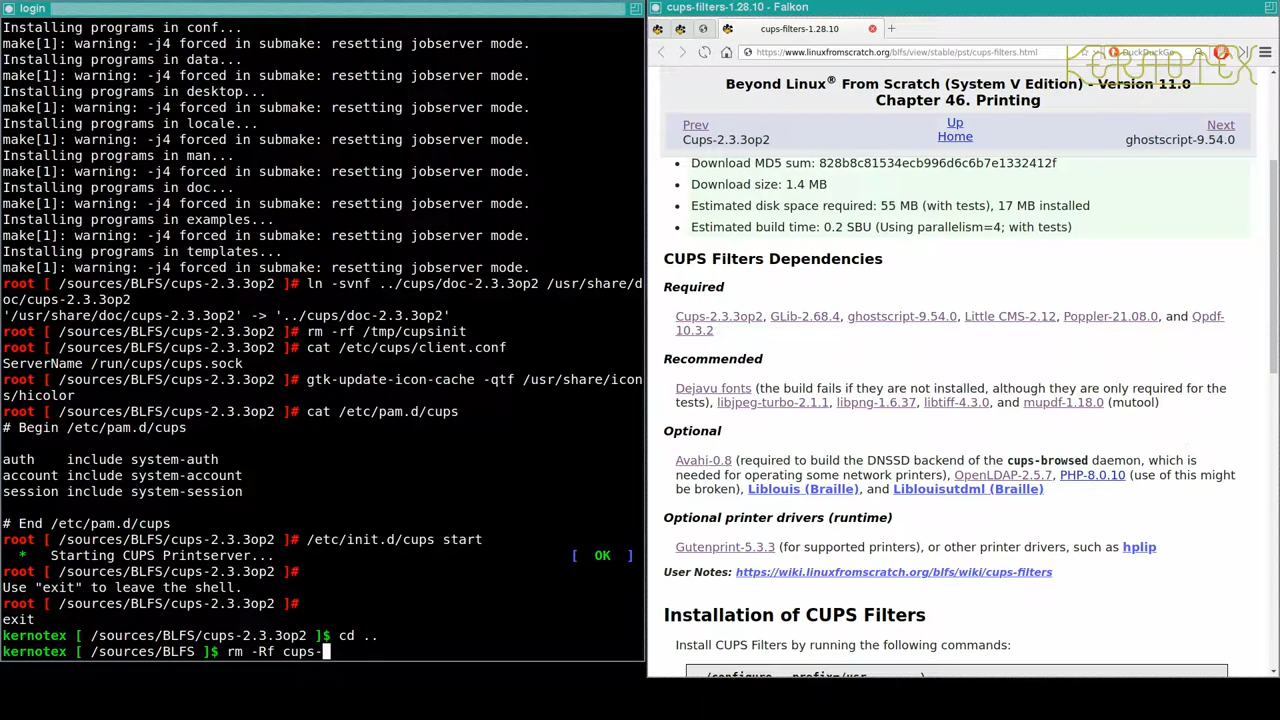 login
Installing programs in conf...
make[1]: warning: -j4 forced in submake: resetting jobserver mode.
Installing programs in data...
make[1]: warning: -j4 forced in submake: resetting jobserver mode.
Installing programs in desktop...
make[1]: warning: -j4 forced in submake: resetting jobserver mode.
Installing programs in locale...
make[1]: warning: -j4 forced in submake: resetting jobserver mode.
Installing programs in man...
make[1]: warning: -j4 forced in submake: resetting jobserver mode.
Installing programs in doc...
make[1]: warning: -j4 forced in submake: resetting jobserver mode.
Installing programs in examples...
make[1]: warning: -j4 forced in submake: resetting jobserver mode.
Installing programs in templates...
make[1]: warning: -j4 forced in submake: resetting jobserver mode.
root [ /sources/BLFS/cups-2.3.3op2 ]# ln -svnf ../cups/doc-2.3.3op2 /usr/share/d
oc/cups-2.3.3op2
'/usr/share/doc/cups-2.3.3op2' -> '../cups/doc-2.3.3op2'
root [ /sources/BLFS/cups-2.3.3op2 ]# rm -rf /tmp/cupsinit
root [ /sources/BLFS/cups-2.3.3op2 ]# cat /etc/cups/client.conf
ServerName /run/cups/cups.sock
root [ /sources/BLFS/cups-2.3.3op2 ]# gtk-update-icon-cache -qtf /usr/share/icon
s/hicolor
root [ /sources/BLFS/cups-2.3.3op2 ]# cat /etc/pam.d/cups
# Begin /etc/pam.d/cups
auth    include system-auth
account include system-account
session include system-session
# End /etc/pam.d/cups
root [ /sources/BLFS/cups-2.3.3op2 ]# /etc/init.d/cups start
 *   Starting CUPS Printserver...                                      [  OK  ]
root [ /sources/BLFS/cups-2.3.3op2 ]#
Use "exit" to leave the shell.
root [ /sources/BLFS/cups-2.3.3op2 ]#
exit
kernotex [ /sources/BLFS/cups-2.3.3op2 ]$ cd ..
kernotex [ /sources/BLFS ]$ rm -Rf cups-
cups-filters-1.28.10 - Falkon
cups-filters-1.28.10
https://www.linuxfromscratch.org/blfs/view/stable/pst/cups-filters.html
DuckDuckGo
KERNOTEX
Beyond Linux® From Scratch (System V Edition) - Version 11.0
Chapter 46. Printing
Prev Up Next
Cups-2.3.3op2 Home ghostscript-9.54.0
• Download MD5 sum: 828b8c81534ecb996d6c6b7e1332412f
• Download size: 1.4 MB
• Estimated disk space required: 55 MB (with tests), 17 MB installed
• Estimated build time: 0.2 SBU (Using parallelism=4; with tests)
CUPS Filters Dependencies
Required
Cups-2.3.3op2, GLib-2.68.4, ghostscript-9.54.0, Little CMS-2.12, Poppler-21.08.0, and Qpdf-
10.3.2
Recommended
Dejavu fonts (the build fails if they are not installed, although they are only required for the
tests), libjpeg-turbo-2.1.1, libpng-1.6.37, libtiff-4.3.0, and mupdf-1.18.0 (mutool)
Optional
Avahi-0.8 (required to build the DNSSD backend of the cups-browsed daemon, which is
needed for operating some network printers), OpenLDAP-2.5.7, PHP-8.0.10 (use of this might
be broken), Liblouis (Braille), and Liblouisutdml (Braille)
Optional printer drivers (runtime)
Gutenprint-5.3.3 (for supported printers), or other printer drivers, such as hplip
User Notes: https://wiki.linuxfromscratch.org/blfs/wiki/cups-filters
Installation of CUPS Filters
Install CUPS Filters by running the following commands: